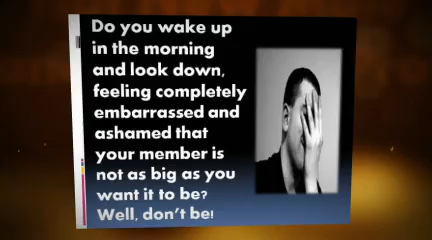 Do you wake up
in the morning
and look down,
feeling completely
embarrassed and
ashamed that
your member is
not as big as you
want it to be?
Well, don't be!